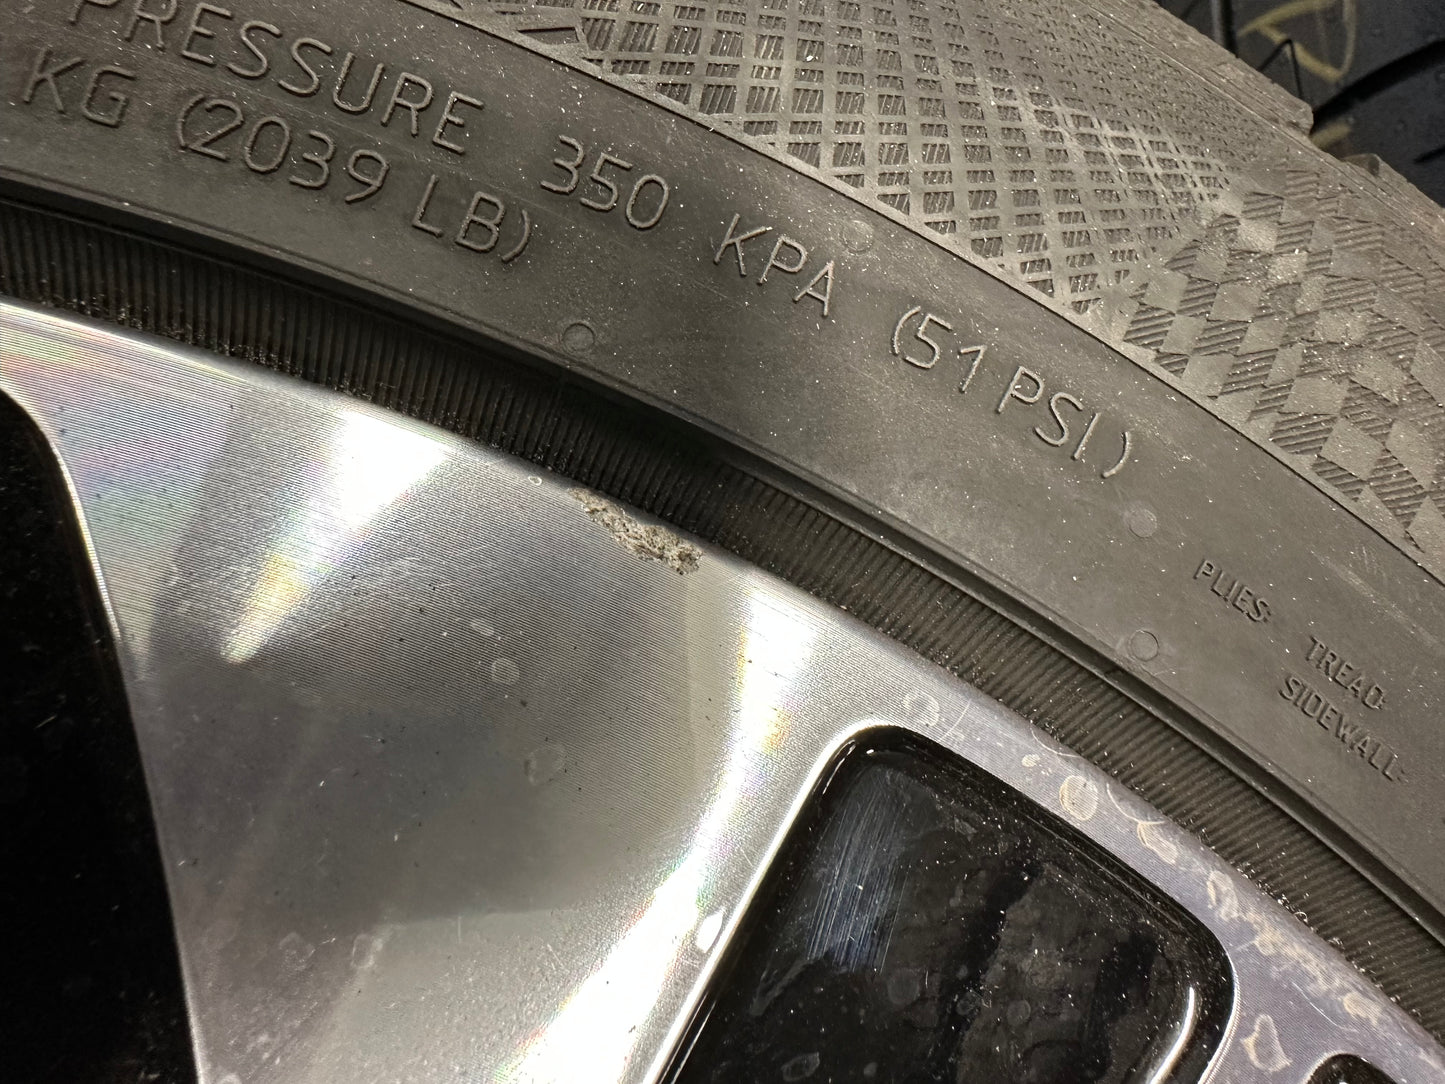 PRESSURE 350 KPA (51 PSI)
KG (2039 LB)
PLIES: TREAD:
SIDEWALL: